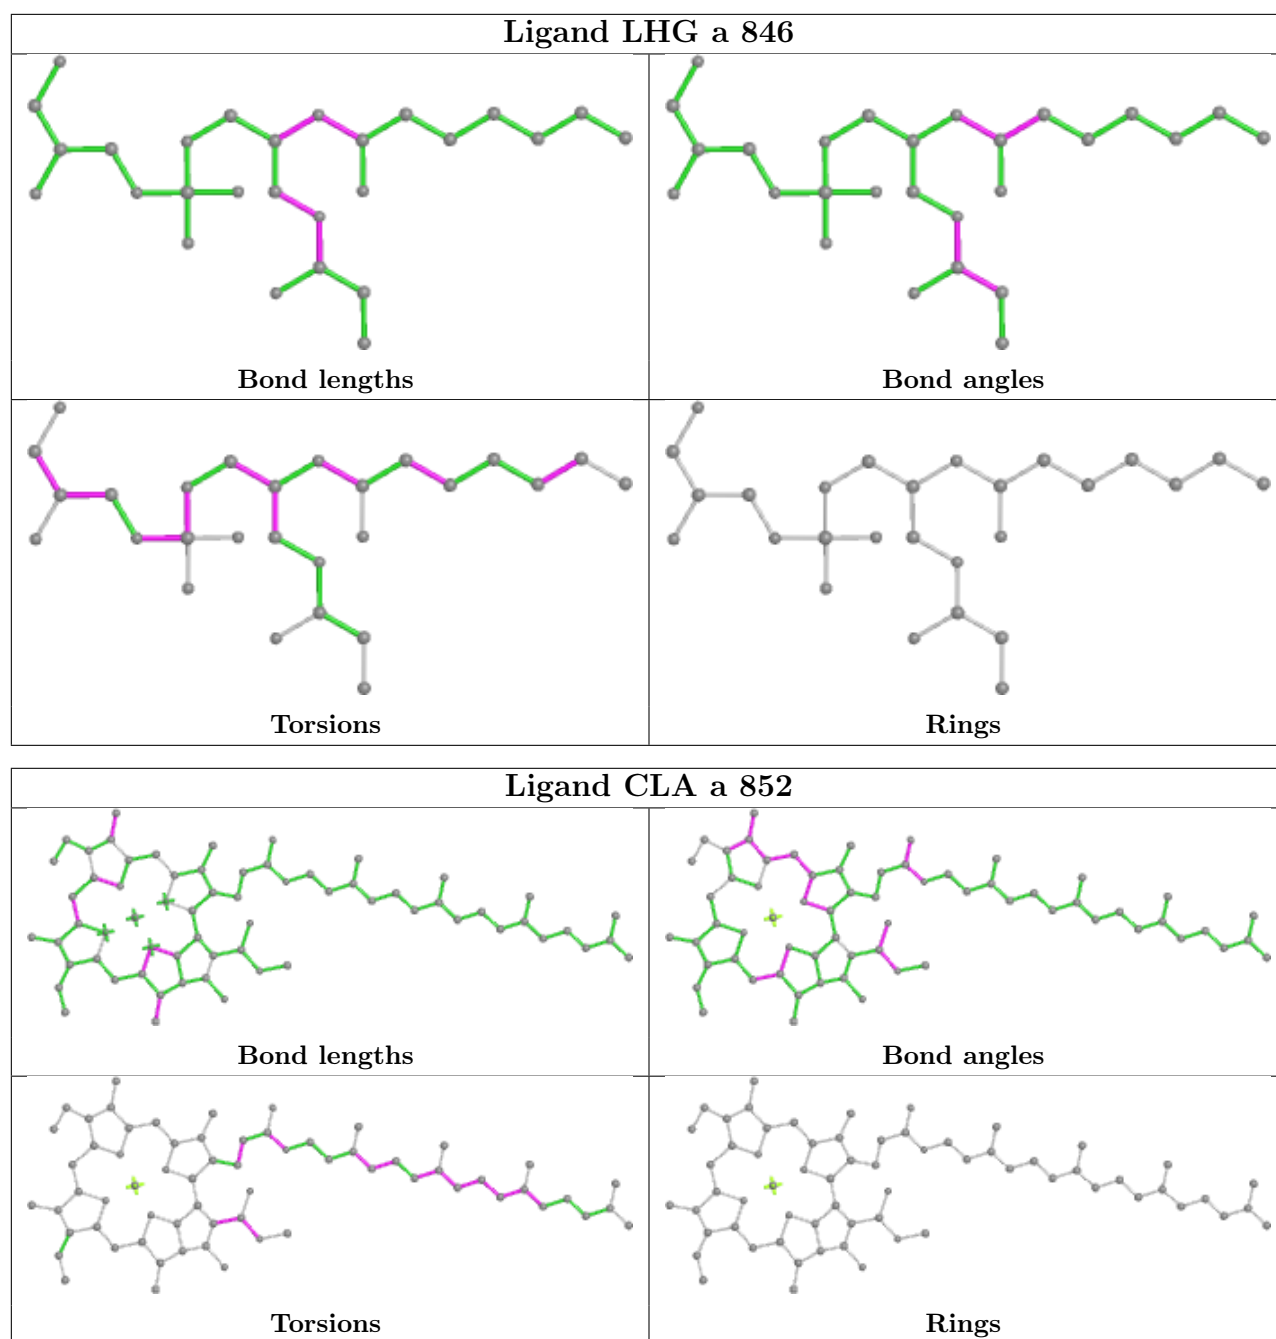 Ligand LHG a 846
Bond lengths
Bond angles
Torsions
Rings
Ligand CLA a 852
Bond lengths
Bond angles
Torsions
Rings